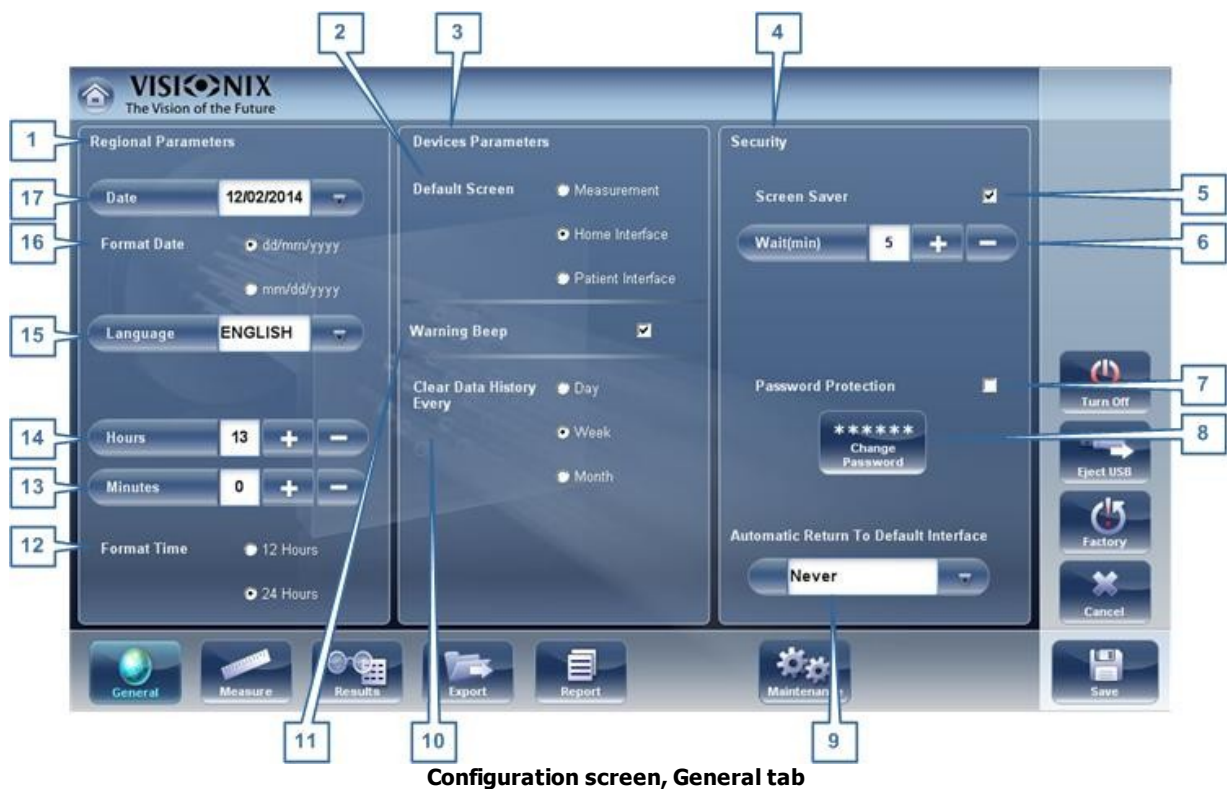 2
3
4
VISIONIX
The Vision of the Future
1
Regional Parameters
17
Date
12/02/2014
16
Format Date
dd/mm/yyyy
mm/dd/yyyy
15
Language
ENGLISH
14
Hours
13
+
−
13
Minutes
0
+
−
12
Format Time
12 Hours
24 Hours
Devices Parameters
Default Screen
Measurement
Home Interface
Patient Interface
Warning Beep
Clear Data History
Every
Day
Week
Month
Security
Screen Saver
5
Wait(min)
5
+
−
6
Password Protection
7
******
Change
Password
8
Automatic Return To Default Interface
Never
Turn Off
Eject USB
Factory
Cancel
General
Measure
Results
Export
Report
Maintenance
Save
11
10
9
Configuration screen, General tab